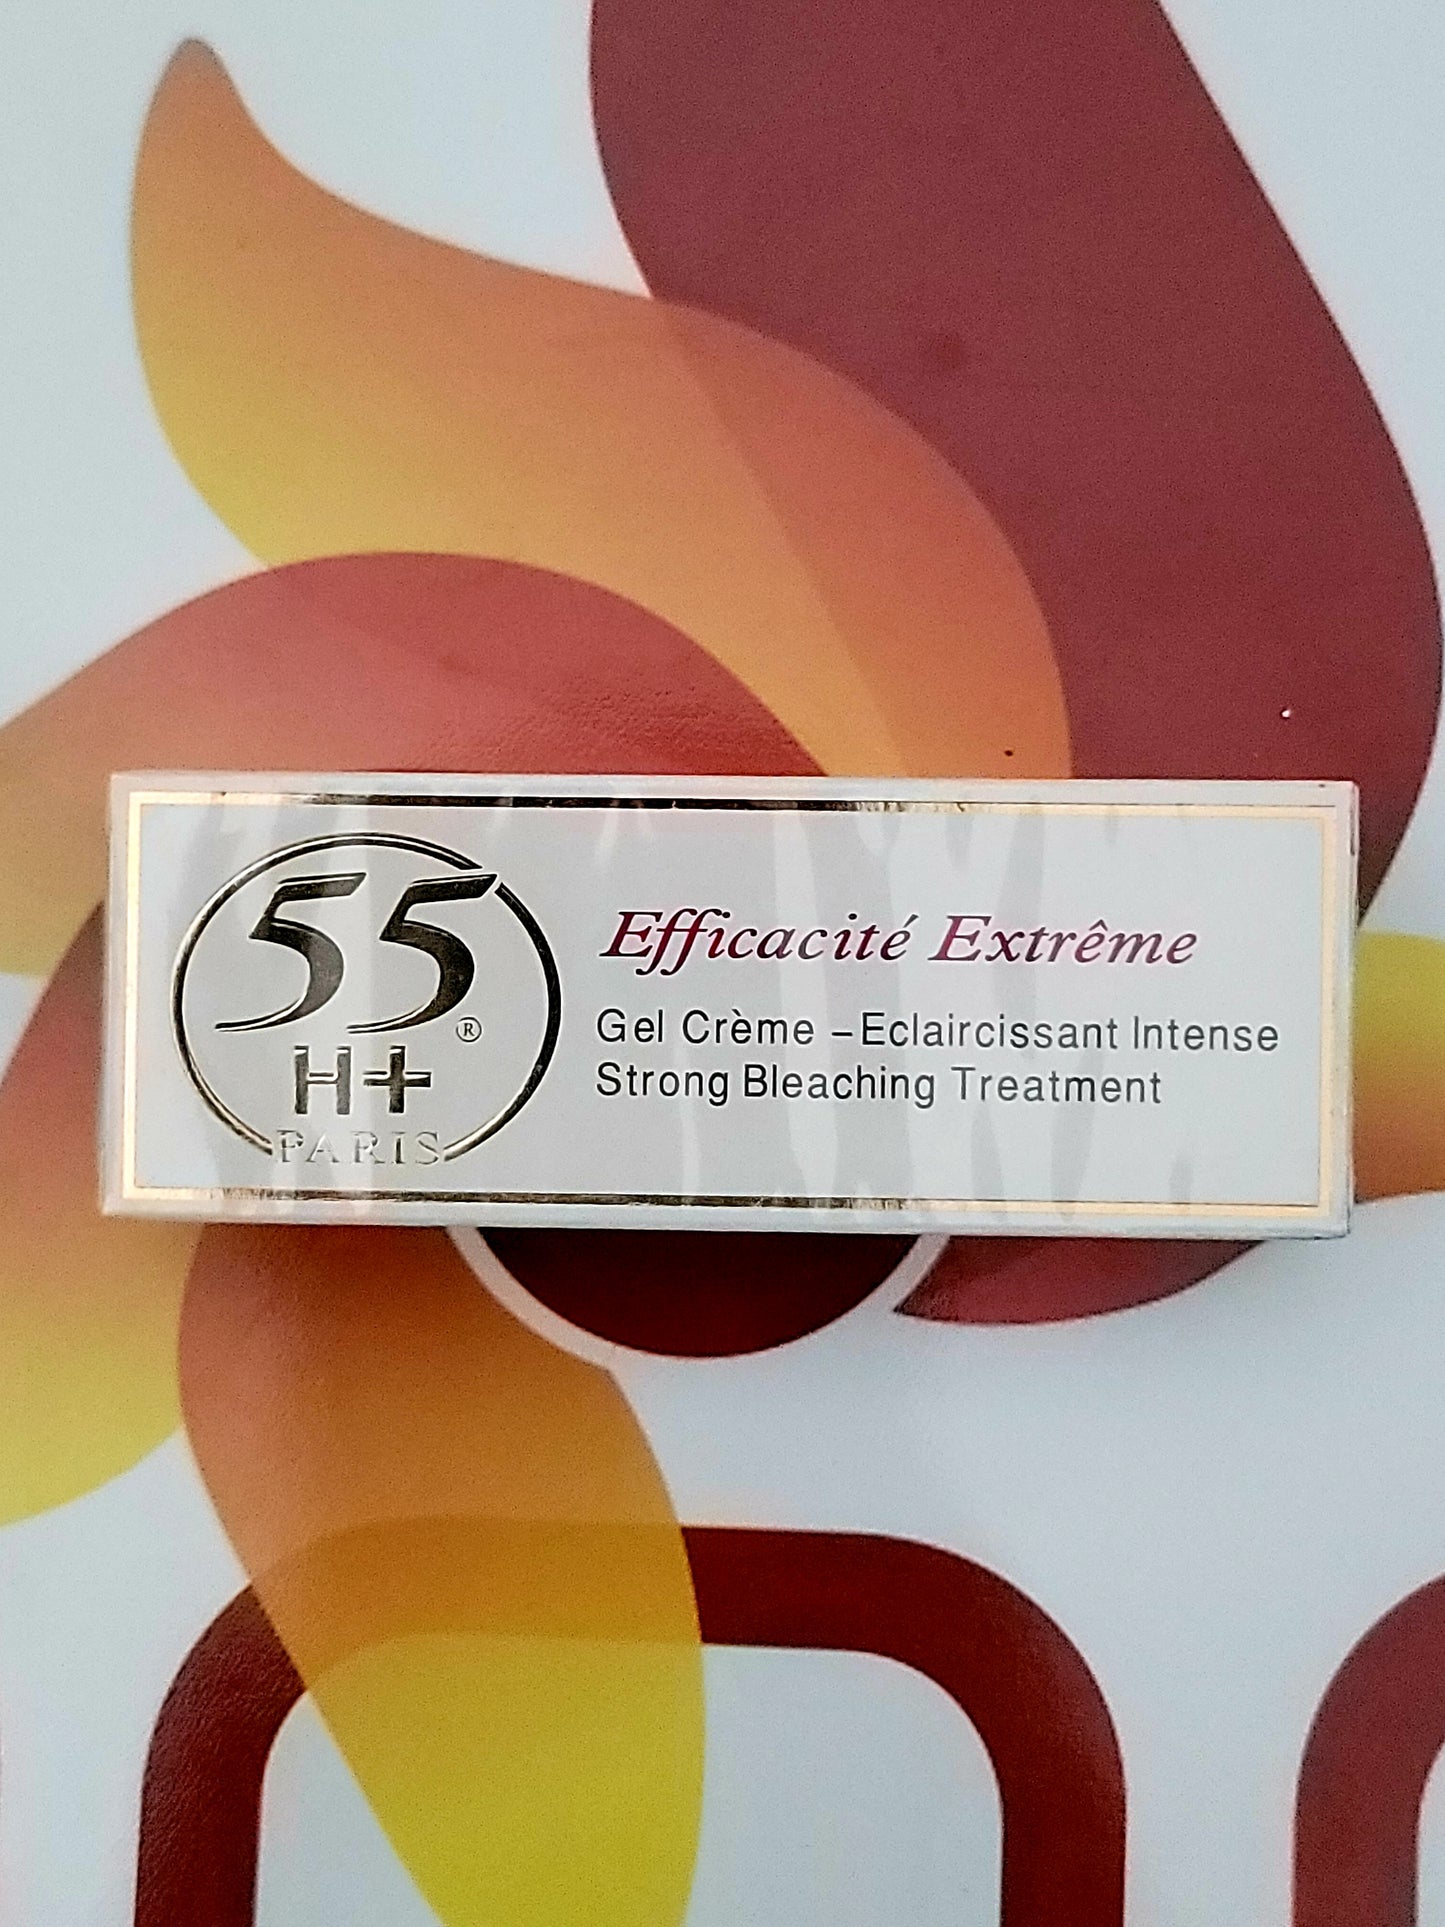 55®
H+
PARIS
Efficacité Extrême
Gel Crème –Eclaircissant Intense
Strong Bleaching Treatment